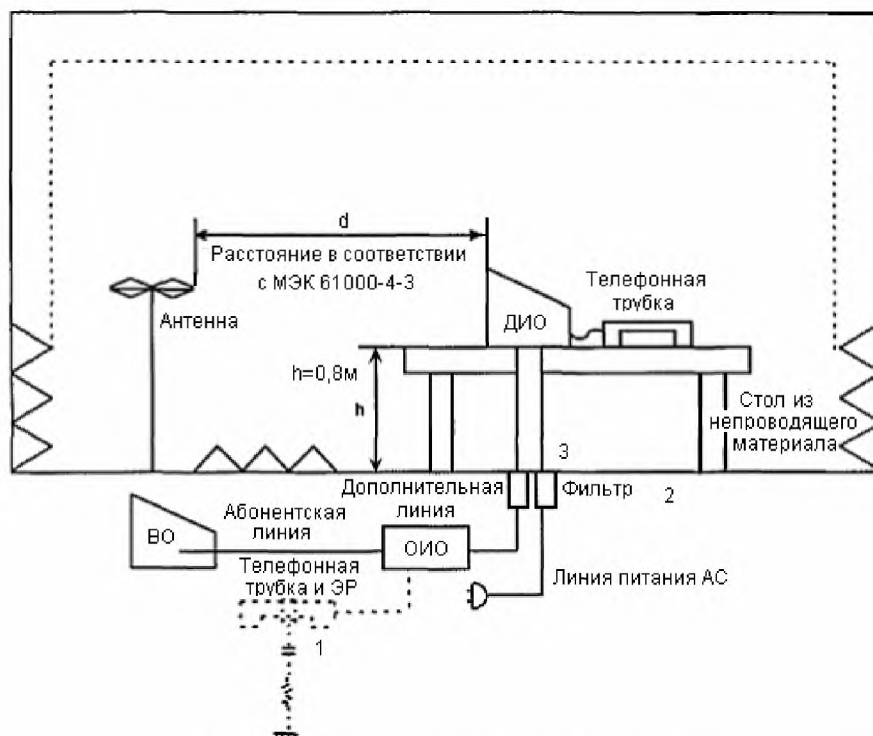 d
Расстояние в соответствии
с МЭК 61000-4-3
Антенна
ДИО
Телефонная
трубка
h=0,8м
h
Стол из
непроводящего
материала
3
Дополнительная
линия
Фильтр
2
Абонентская
линия
ВО
ОИО
Линия питания АС
Телефонная
трубка и ЭР
1